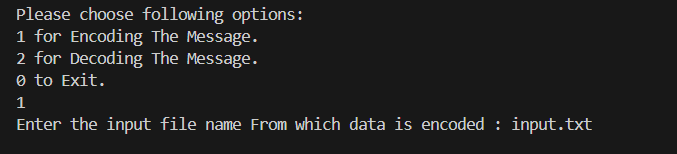 Please choose following options:
1 for Encoding The Message.
2 for Decoding The Message.
0 to Exit.
1
Enter the input file name From which data is encoded : input.txt